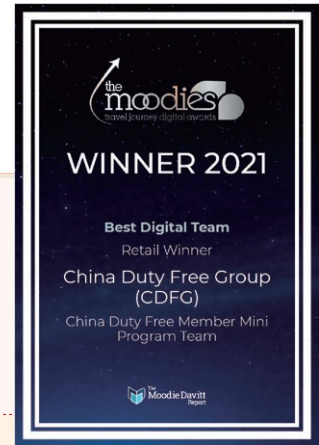 the
moodies
travel journey digital awards
WINNER 2021
Best Digital Team
Retail Winner
China Duty Free Group
(CDFG)
China Duty Free Member Mini
Program Team
The
Moodie Davitt
Report